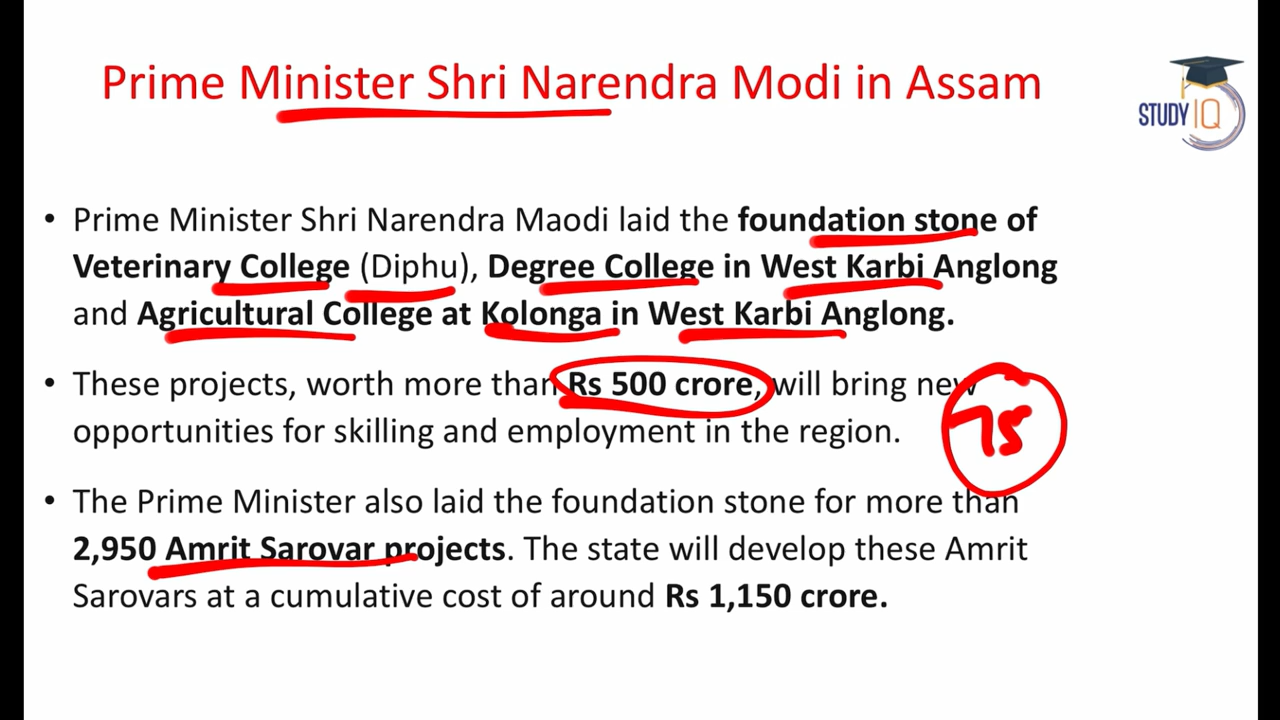 Prime Minister Shri Narendra Modi in Assam
STUDY IQ
• Prime Minister Shri Narendra Maodi laid the foundation stone of
Veterinary College (Diphu), Degree College in West Karbi Anglong
and Agricultural College at Kolonga in West Karbi Anglong.
• These projects, worth more than Rs 500 crore, will bring new
opportunities for skilling and employment in the region.
75
• The Prime Minister also laid the foundation stone for more than
2,950 Amrit Sarovar projects. The state will develop these Amrit
Sarovars at a cumulative cost of around Rs 1,150 crore.